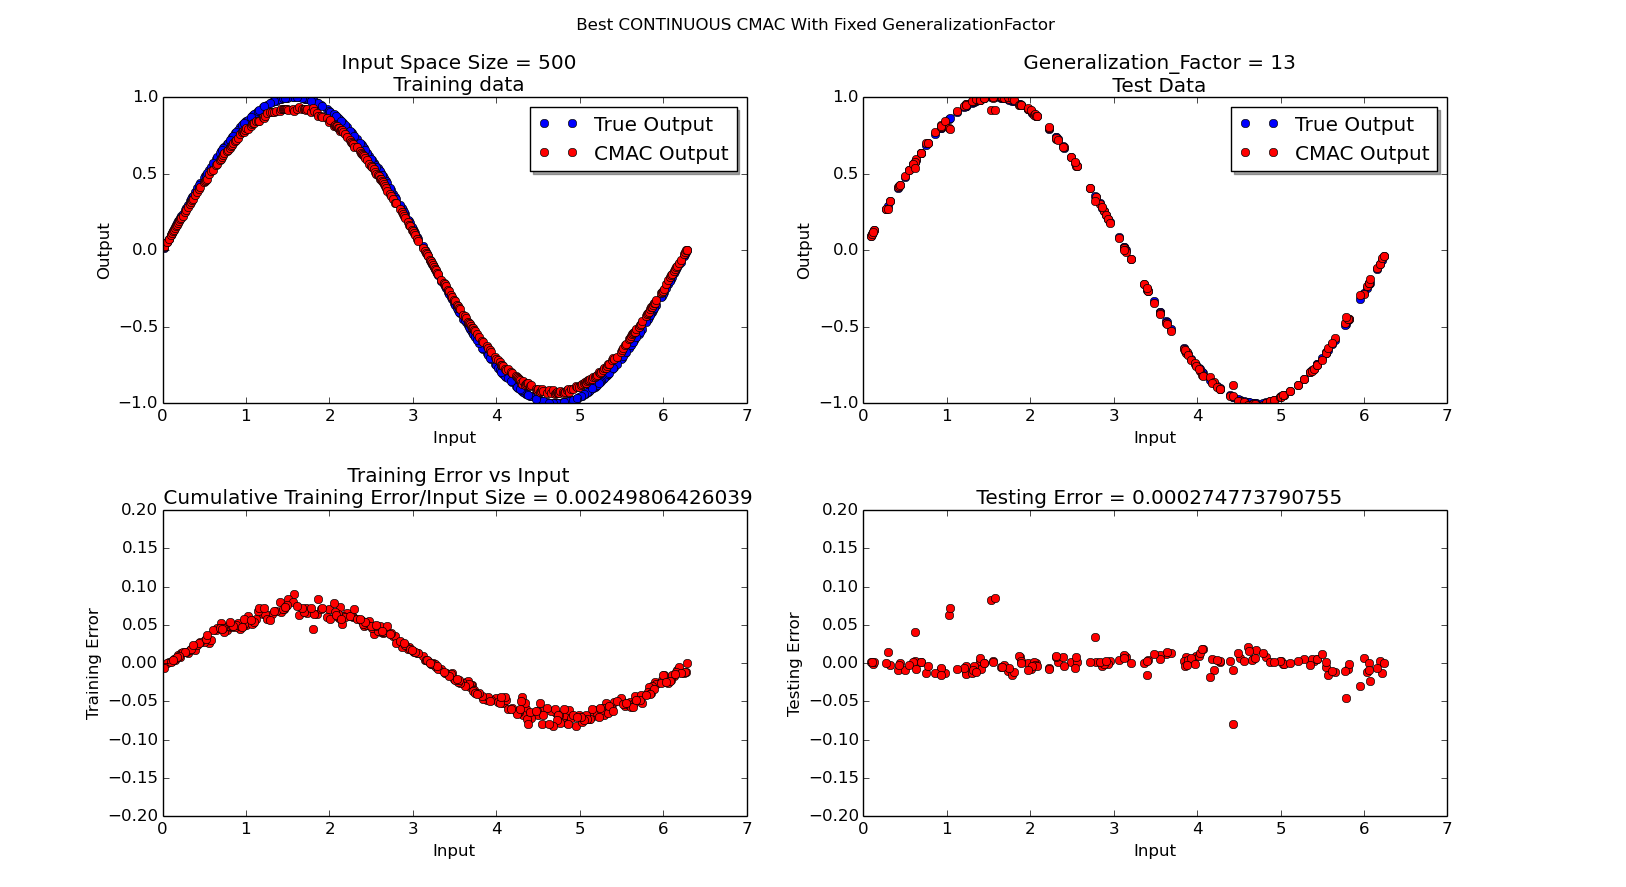 Best CONTINUOUS CMAC With Fixed GeneralizationFactor
Input Space Size = 500
Training data
1.0
0.5
0.0
−0.5
−1.0
Output
True Output
CMAC Output
0 1 2 3 4 5 6 7
Input
Generalization_Factor = 13
Test Data
1.0
0.5
0.0
−0.5
−1.0
Output
True Output
CMAC Output
0 1 2 3 4 5 6 7
Input
Training Error vs Input
Cumulative Training Error/Input Size = 0.00249806426039
0.20
0.15
0.10
0.05
0.00
−0.05
−0.10
−0.15
−0.20
Training Error
0 1 2 3 4 5 6 7
Input
Testing Error = 0.000274773790755
0.20
0.15
0.10
0.05
0.00
−0.05
−0.10
−0.15
−0.20
Testing Error
0 1 2 3 4 5 6 7
Input